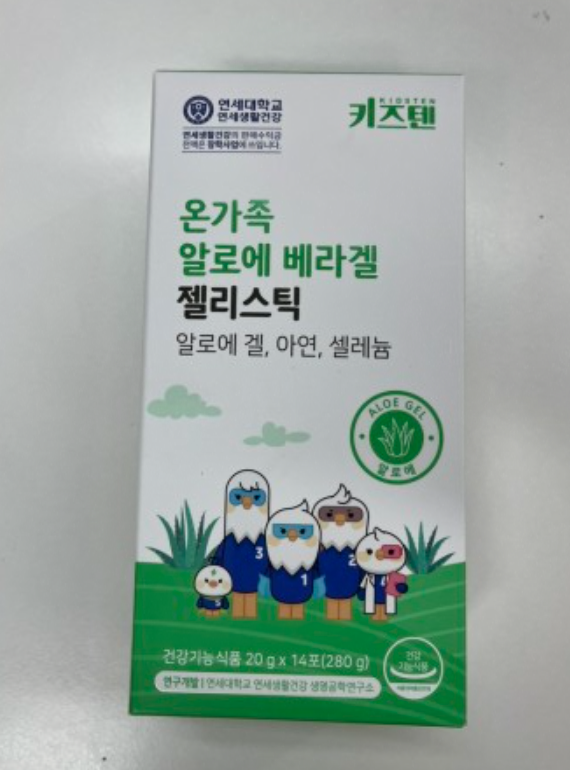 연세대학교
연세생활건강
연세생활건강의 판매수익금
전액은 장학사업에 쓰입니다.
KIDSTEN
키즈텐
온가족
알로에 베라겔
젤리스틱
알로에 겔, 아연, 셀레늄
ALOE GEL
알로에
3
1
2
건강기능식품 20 g x 14포(280 g)
연구개발 | 연세대학교 연세생활건강 생명공학연구소
건강
기능식품